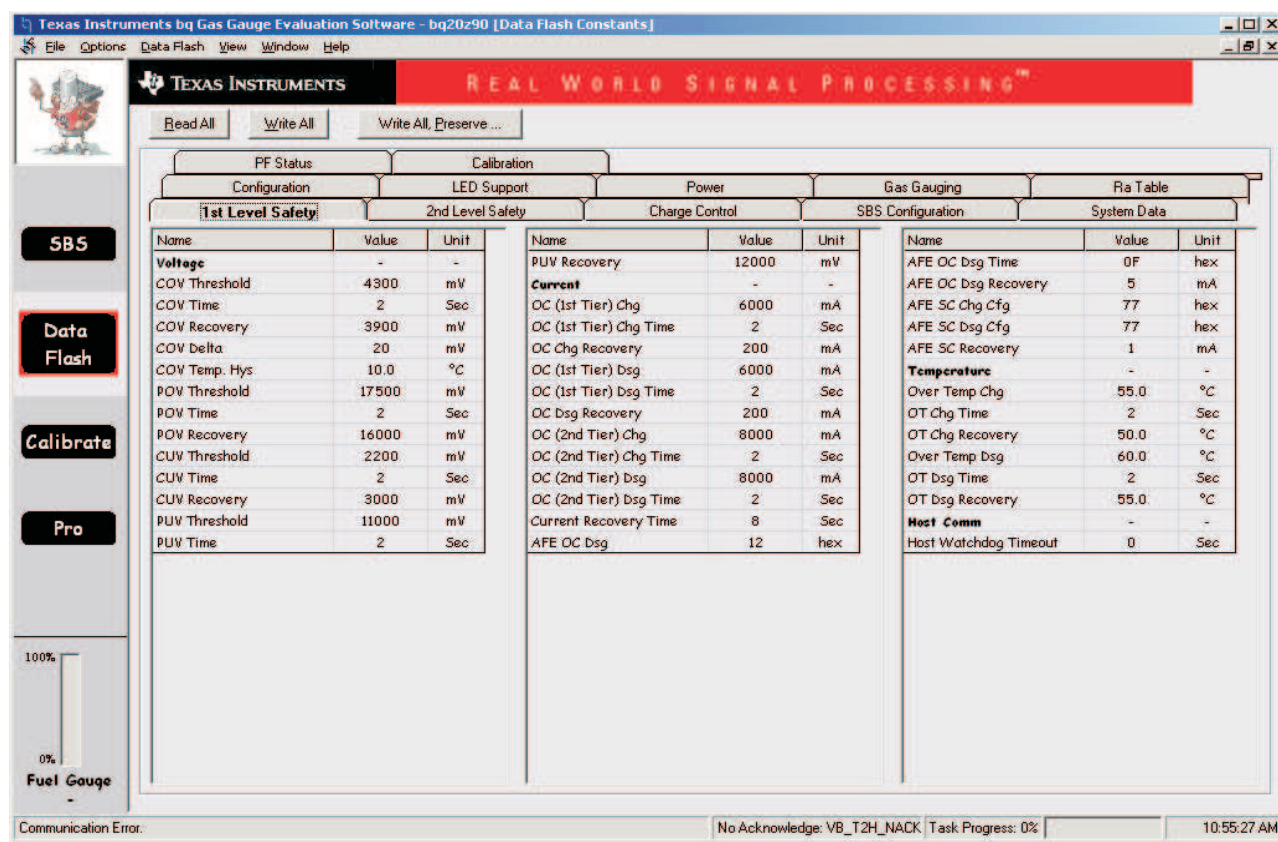 Texas Instruments bq Gas Gauge Evaluation Software - bq20z90 [Data Flash Constants]
File Options Data Flash View Window Help
TEXAS INSTRUMENTS REAL WORLD SIGNAL PROCESSING™
Read All Write All Write All, Preserve ...
PF Status Calibration
Configuration LED Support Power Gas Gauging Ra Table
1st Level Safety 2nd Level Safety Charge Control SBS Configuration System Data
SBS
Data
Flash
Calibrate
Pro
100%
0%
Fuel Gauge
-
Name Value Unit
Voltage - -
COV Threshold 4300 mV
COV Time 2 Sec
COV Recovery 3900 mV
COV Delta 20 mV
COV Temp. Hys 10.0 °C
POV Threshold 17500 mV
POV Time 2 Sec
POV Recovery 16000 mV
CUV Threshold 2200 mV
CUV Time 2 Sec
CUV Recovery 3000 mV
PUV Threshold 11000 mV
PUV Time 2 Sec
Name Value Unit
PUV Recovery 12000 mV
Current - -
OC (1st Tier) Chg 6000 mA
OC (1st Tier) Chg Time 2 Sec
OC Chg Recovery 200 mA
OC (1st Tier) Dsg 6000 mA
OC (1st Tier) Dsg Time 2 Sec
OC Dsg Recovery 200 mA
OC (2nd Tier) Chg 8000 mA
OC (2nd Tier) Chg Time 2 Sec
OC (2nd Tier) Dsg 8000 mA
OC (2nd Tier) Dsg Time 2 Sec
Current Recovery Time 8 Sec
AFE OC Dsg 12 hex
Name Value Unit
AFE OC Dsg Time 0F hex
AFE OC Dsg Recovery 5 mA
AFE SC Chg Cfg 77 hex
AFE SC Dsg Cfg 77 hex
AFE SC Recovery 1 mA
Temperature - -
Over Temp Chg 55.0 °C
OT Chg Time 2 Sec
OT Chg Recovery 50.0 °C
Over Temp Dsg 60.0 °C
OT Dsg Time 2 Sec
OT Dsg Recovery 55.0 °C
Host Comm - -
Host Watchdog Timeout 0 Sec
Communication Error. No Acknowledge: VB_T2H_NACK Task Progress: 0% 10:55:27 AM